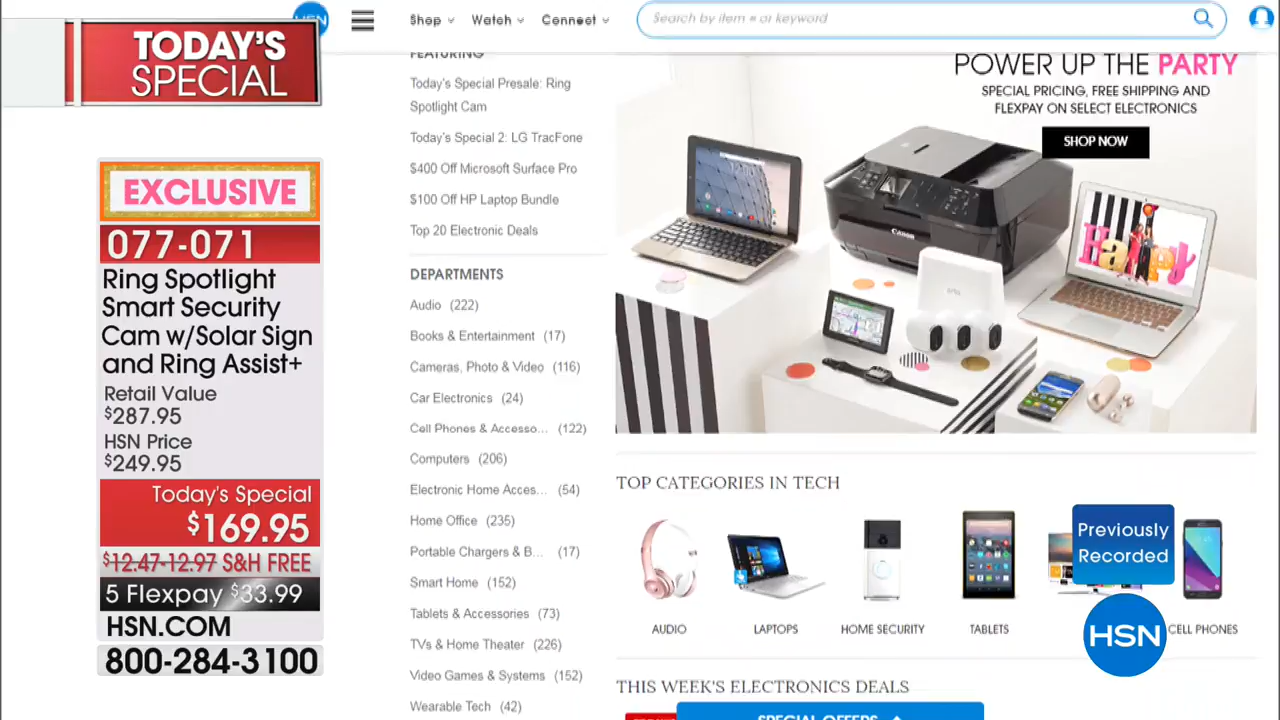 TODAY'S
SPECIAL
EXCLUSIVE
077-071
Ring Spotlight
Smart Security
Cam w/Solar Sign
and Ring Assist+
Retail Value
$287.95
HSN Price
$249.95
Today's Special
$169.95
$12.47-12.97 S&H FREE
5 Flexpay $33.99
HSN.COM
800-284-3100
Shop
Watch
Connect
Search by item # or keyword
FEATURING
Today's Special Presale: Ring
Spotlight Cam
Today's Special 2: LG TracFone
$400 Off Microsoft Surface Pro
$100 Off HP Laptop Bundle
Top 20 Electronic Deals
DEPARTMENTS
Audio (222)
Books & Entertainment (17)
Cameras, Photo & Video (116)
Car Electronics (24)
Cell Phones & Accesso... (122)
Computers (206)
Electronic Home Acces... (54)
Home Office (235)
Portable Chargers & B... (17)
Smart Home (152)
Tablets & Accessories (73)
TVs & Home Theater (226)
Video Games & Systems (152)
Wearable Tech (42)
POWER UP THE PARTY
SPECIAL PRICING, FREE SHIPPING AND
FLEXPAY ON SELECT ELECTRONICS
SHOP NOW
Canon
Happy
TOP CATEGORIES IN TECH
AUDIO
LAPTOPS
HOME SECURITY
TABLETS
CELL PHONES
Previously
Recorded
HSN
THIS WEEK'S ELECTRONICS DEALS
SPECIAL OFFERS